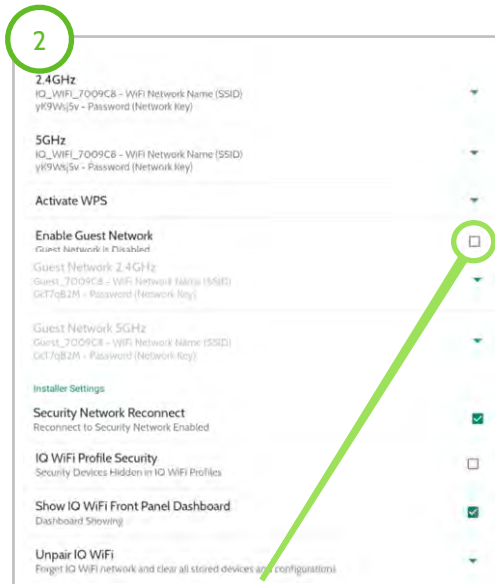 2
2.4GHz
IQ_WIFI_7009C8 - WiFi Network Name (SSID)
yK9Wsj5v - Password (Network Key)
5GHz
IQ_WIFI_7009C8 - WiFi Network Name (SSID)
yK9Wsj5v - Password (Network Key)
Activate WPS
Enable Guest Network
Guest Network is Disabled
Guest Network 2.4GHz
Guest_7009C8 - WiFi Network Name (SSID)
GcT7qB2M - Password (Network Key)
Guest Network 5GHz
Guest_7009C8 - WiFi Network Name (SSID)
GcT7qB2M - Password (Network Key)
Installer Settings
Security Network Reconnect
Reconnect to Security Network Enabled
IQ WiFi Profile Security
Security Devices Hidden in IQ WiFi Profiles
Show IQ WiFi Front Panel Dashboard
Dashboard Showing
Unpair IQ WiFi
Forget IQ WiFi network and clear all stored devices and configurations